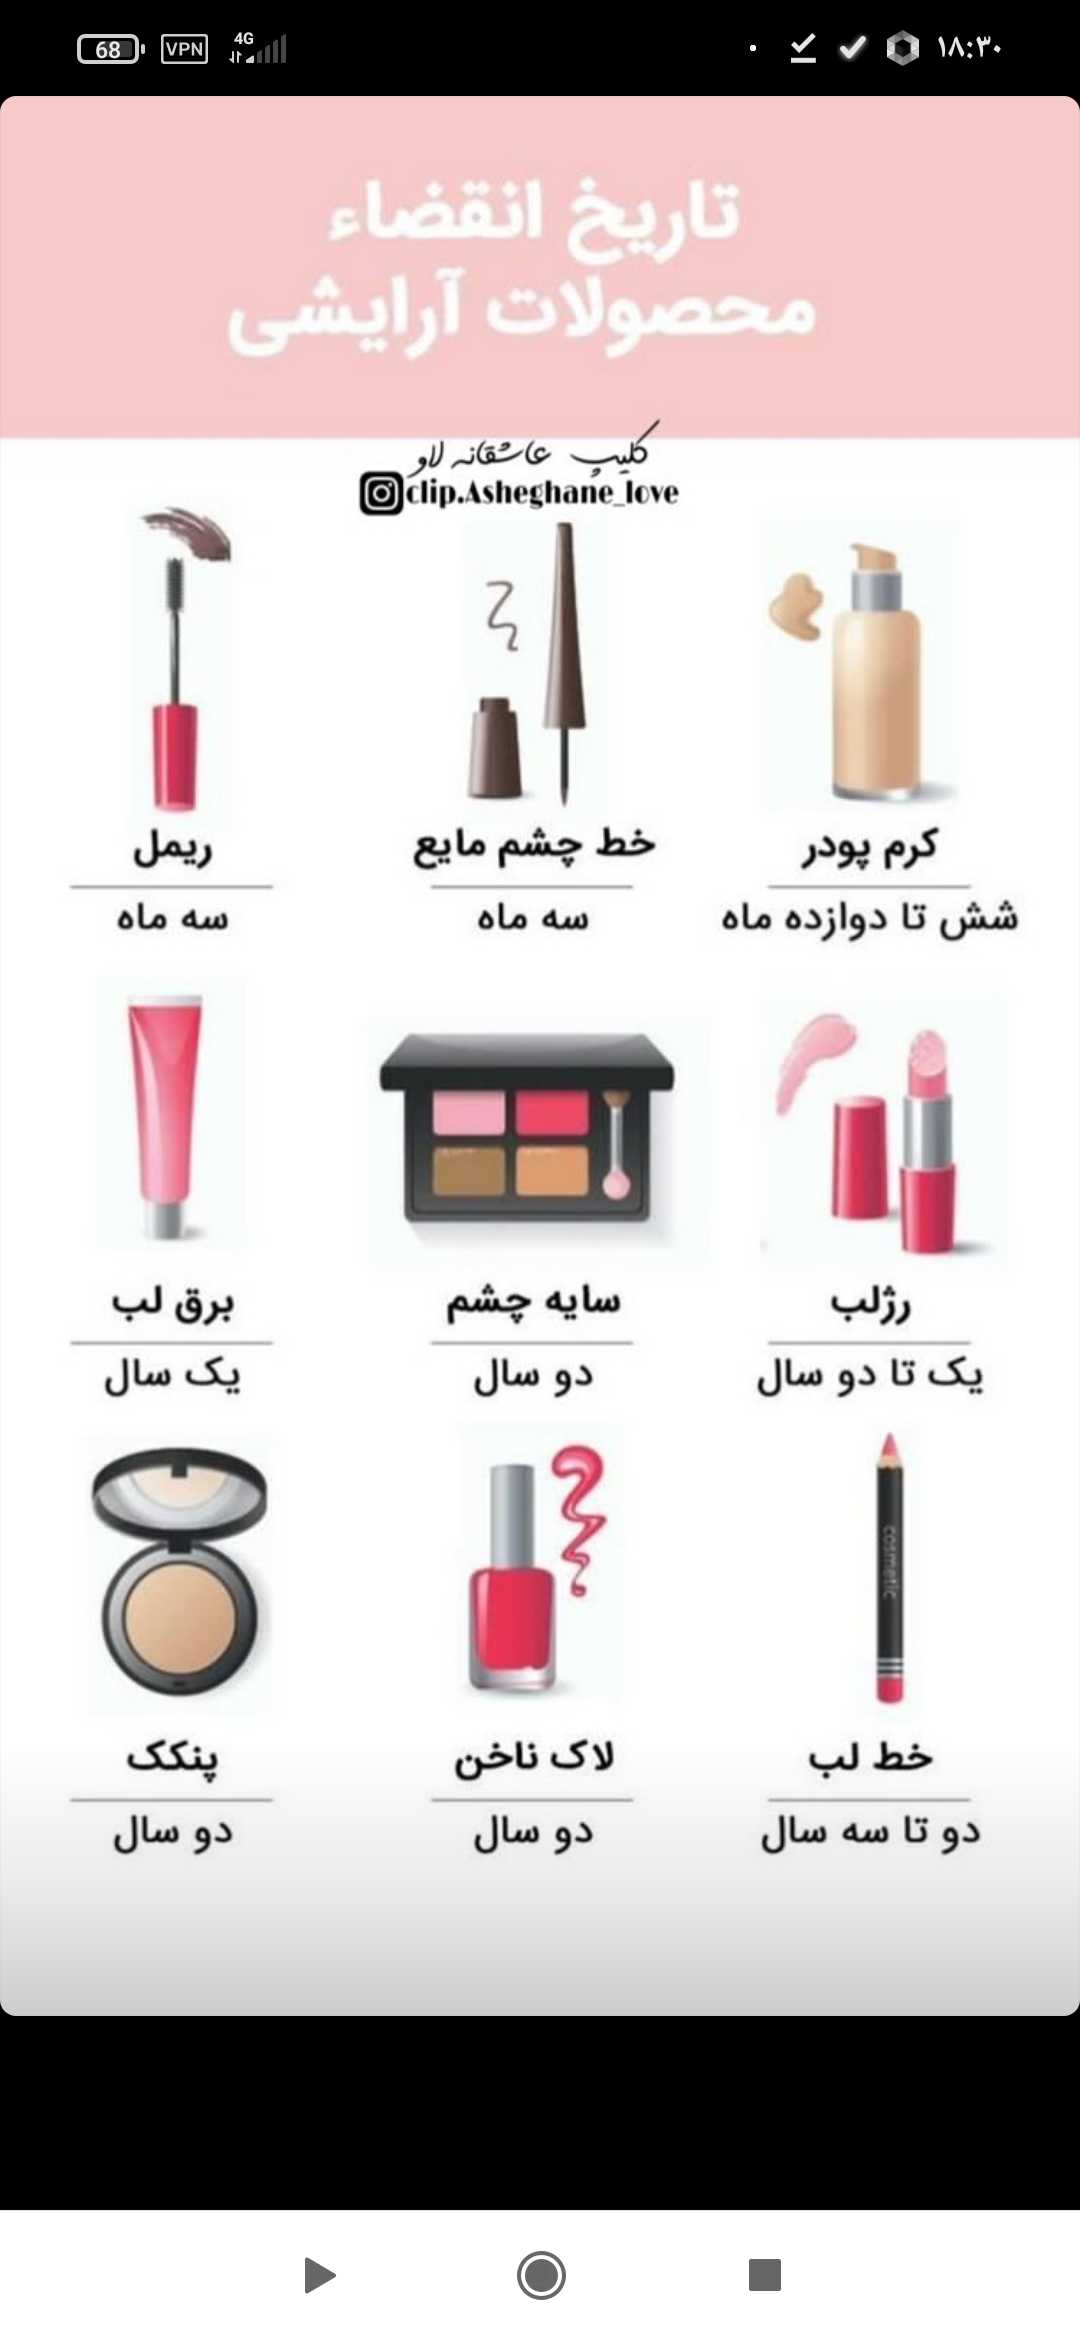 68 VPN 4G ۱۸:۳۰
تاریخ انقضاء
محصولات آرایشی
کلیپ عاشقانه لاو
clip.Asheghane_love
کرم پودر
شش تا دوازده ماه
خط چشم مایع
سه ماه
ریمل
سه ماه
رژلب
یک تا دو سال
سایه چشم
دو سال
برق لب
یک سال
cosmetic
خط لب
دو تا سه سال
لاک ناخن
دو سال
پنکک
دو سال